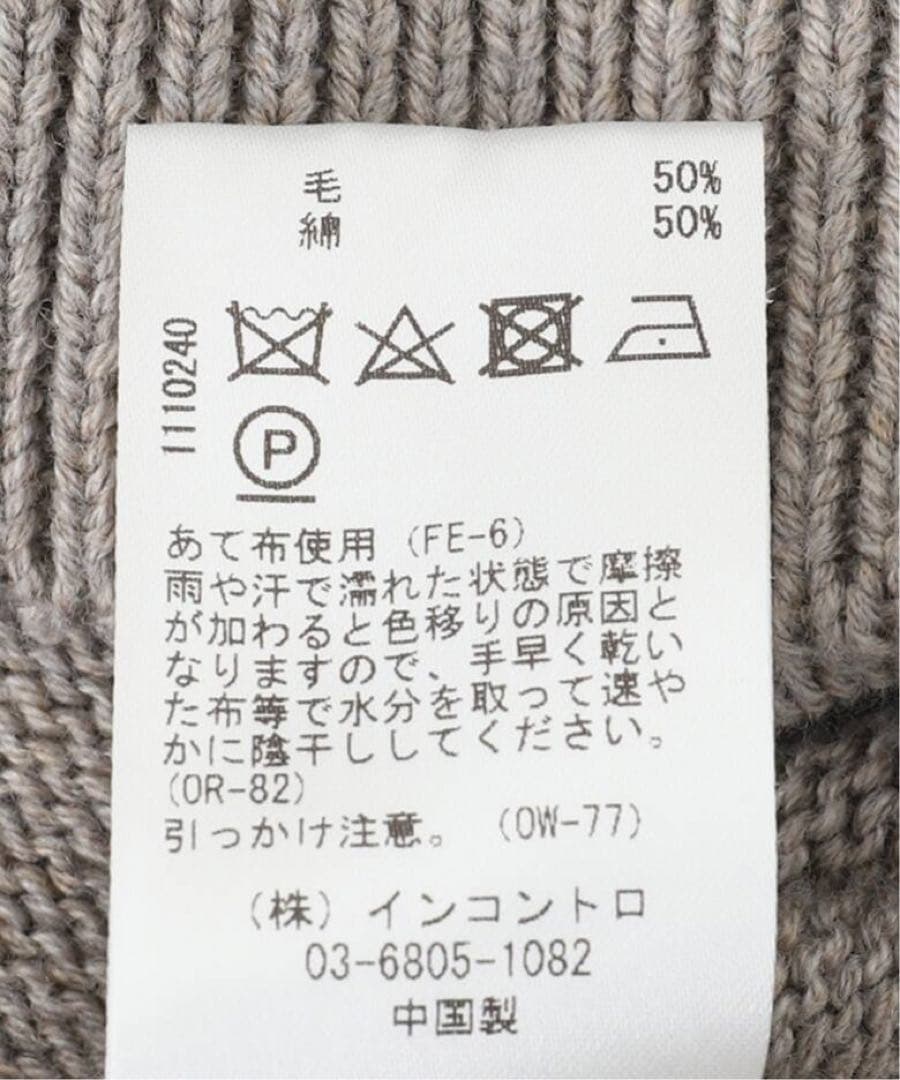 毛 50%
綿 50%
110240
P
あて布使用（FE-6）
雨や汗で濡れた状態で摩擦
が加わると色移りの原因と
なりますので、手早く乾い
た布等で水分を取って速や
かに陰干ししてください。
（OR-82）
引っかけ注意。（OW-77）
（株）インコントロ
03-6805-1082
中国製